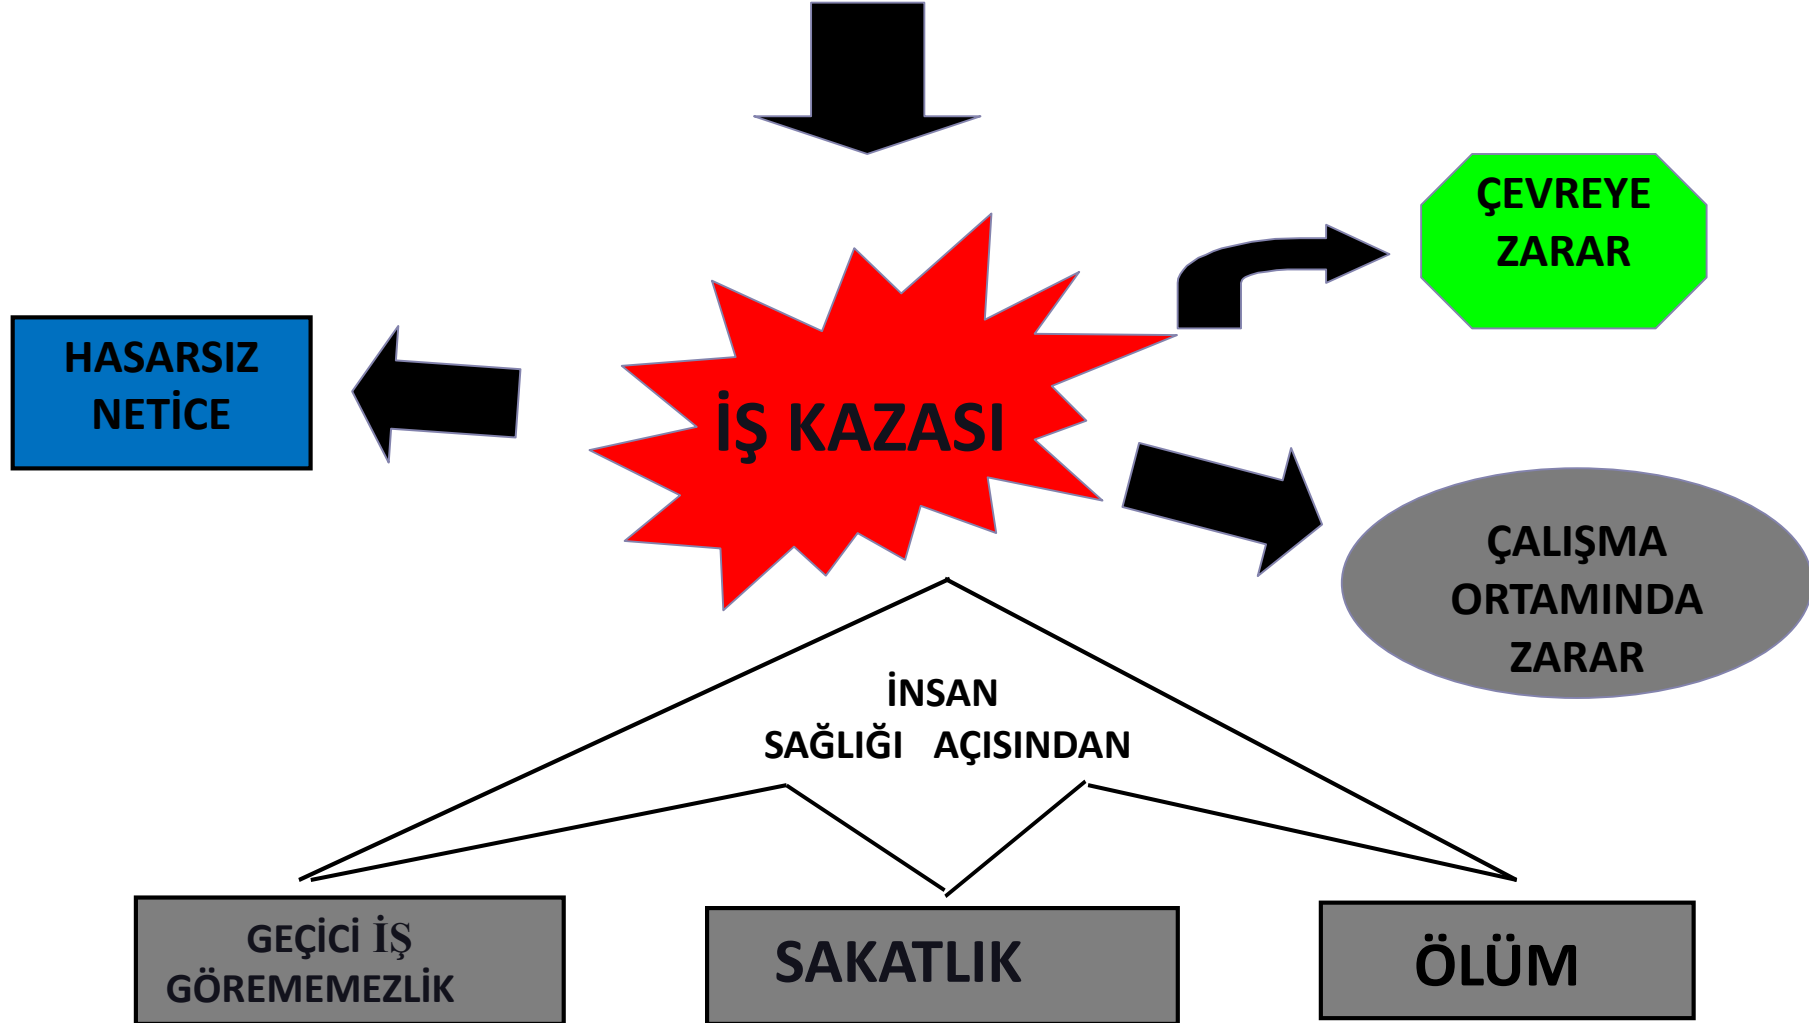 ÇEVREYE
ZARAR
HASARSIZ
NETİCE
İŞ KAZASI
ÇALIŞMA
ORTAMINDA
ZARAR
İNSAN
SAĞLIĞI AÇISINDAN
GEÇİCİ İŞ
GÖREMEMEZLİK
SAKATLIK
ÖLÜM